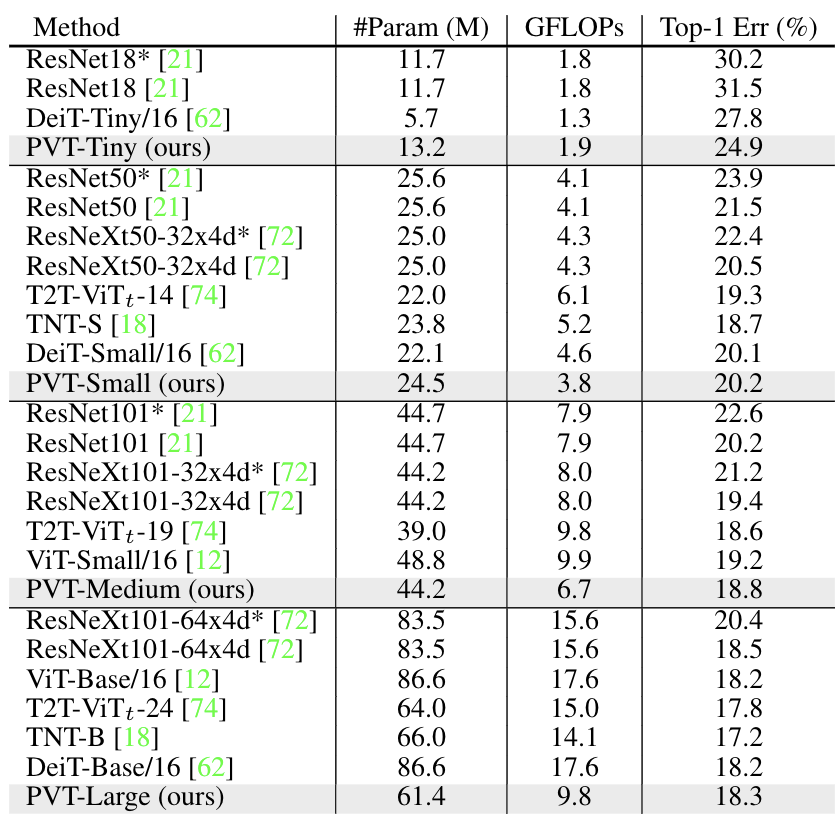 Method #Param (M) GFLOPs Top-1 Err (%)
ResNet18* [21] 11.7 1.8 30.2
ResNet18 [21] 11.7 1.8 31.5
DeiT-Tiny/16 [62] 5.7 1.3 27.8
PVT-Tiny (ours) 13.2 1.9 24.9
ResNet50* [21] 25.6 4.1 23.9
ResNet50 [21] 25.6 4.1 21.5
ResNeXt50-32x4d* [72] 25.0 4.3 22.4
ResNeXt50-32x4d [72] 25.0 4.3 20.5
T2T-ViTt-14 [74] 22.0 6.1 19.3
TNT-S [18] 23.8 5.2 18.7
DeiT-Small/16 [62] 22.1 4.6 20.1
PVT-Small (ours) 24.5 3.8 20.2
ResNet101* [21] 44.7 7.9 22.6
ResNet101 [21] 44.7 7.9 20.2
ResNeXt101-32x4d* [72] 44.2 8.0 21.2
ResNeXt101-32x4d [72] 44.2 8.0 19.4
T2T-ViTt-19 [74] 39.0 9.8 18.6
ViT-Small/16 [12] 48.8 9.9 19.2
PVT-Medium (ours) 44.2 6.7 18.8
ResNeXt101-64x4d* [72] 83.5 15.6 20.4
ResNeXt101-64x4d [72] 83.5 15.6 18.5
ViT-Base/16 [12] 86.6 17.6 18.2
T2T-ViTt-24 [74] 64.0 15.0 17.8
TNT-B [18] 66.0 14.1 17.2
DeiT-Base/16 [62] 86.6 17.6 18.2
PVT-Large (ours) 61.4 9.8 18.3